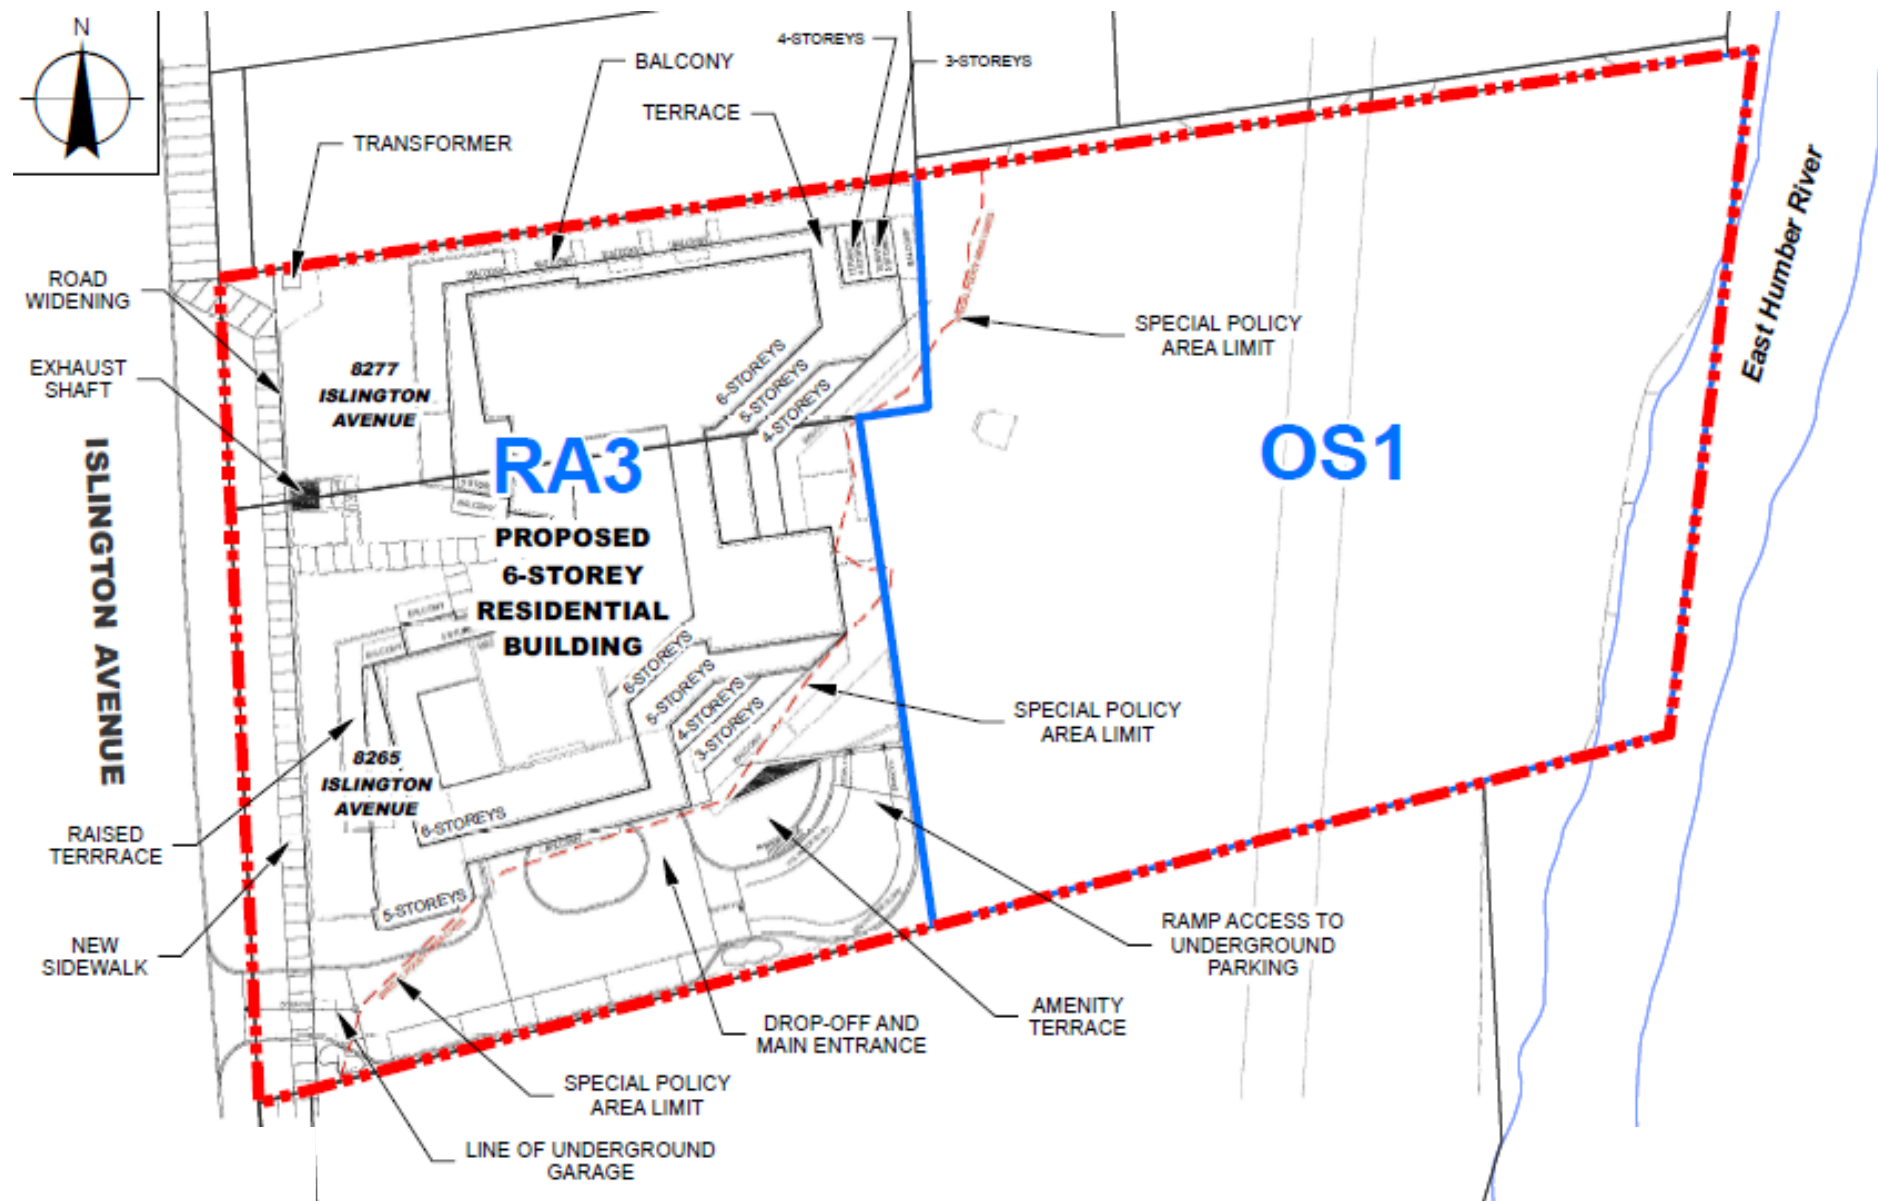 N
4-STOREYS
3-STOREYS
BALCONY
TERRACE
TRANSFORMER
ROAD
WIDENING
EXHAUST
SHAFT
8277
ISLINGTON
AVENUE
6-STOREYS
5-STOREYS
4-STOREYS
SPECIAL POLICY
AREA LIMIT
East Humber River
ISLINGTON AVENUE
RA3
OS1
PROPOSED
6-STOREY
RESIDENTIAL
BUILDING
BALCONY
BALCONY
6-STOREYS
5-STOREYS
4-STOREYS
3-STOREYS
SPECIAL POLICY
AREA LIMIT
8265
ISLINGTON
AVENUE
6-STOREYS
5-STOREYS
RAISED
TERRRACE
NEW
SIDEWALK
RAMP ACCESS TO
UNDERGROUND
PARKING
AMENITY
TERRACE
DROP-OFF AND
MAIN ENTRANCE
SPECIAL POLICY
AREA LIMIT
LINE OF UNDERGROUND
GARAGE